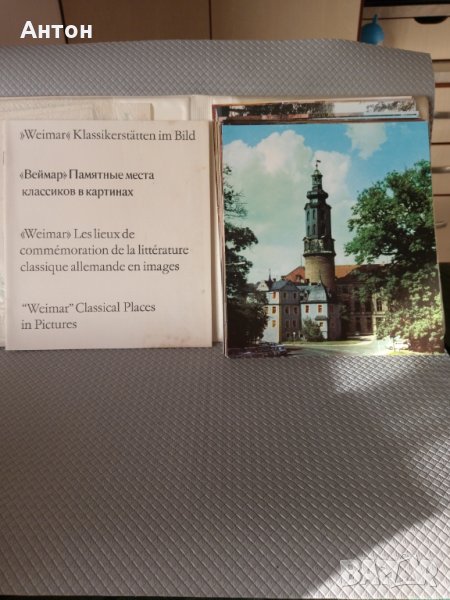 Антон
»Weimar« Klassikerstätten im Bild
«Веймар» Памятные места
классиков в картинах
«Weimar» Les lieux de
commémoration de la littérature
classique allemande en images
“Weimar” Classical Places
in Pictures
BAZAR